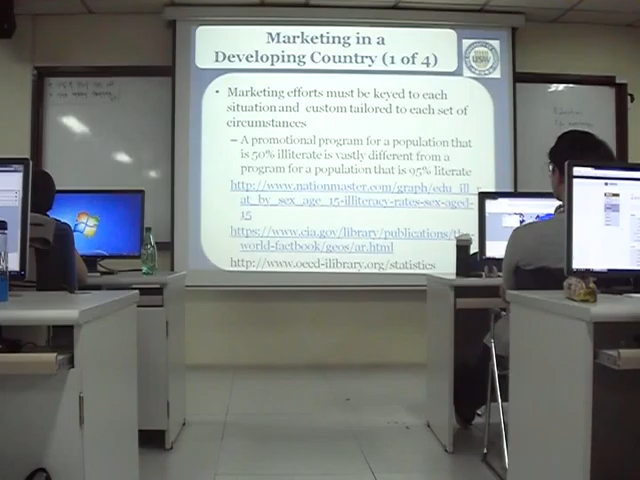 Marketing in a
Developing Country (1 of 4)
• Marketing efforts must be keyed to each
situation and custom tailored to each set of
circumstances
– A promotional program for a population that
is 50% illiterate is vastly different from a
program for a population that is 95% literate
http://www.nationmaster.com/graph/edu_ill
at_by_sex_age_15-illiteracy-rates-sex-aged-
15
https://www.cia.gov/library/publications/the-
world-factbook/geos/ar.html
http://www.oecd-ilibrary.org/statistics